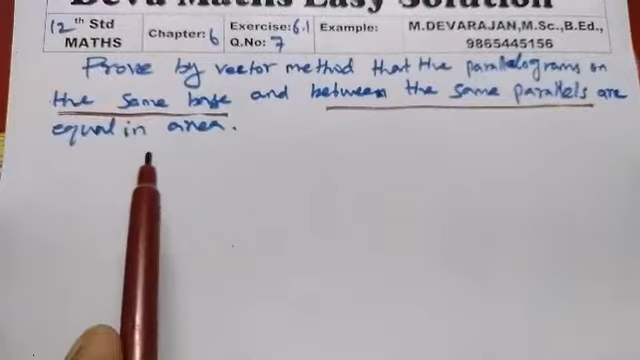 Deva Maths Easy Solution
12th Std MATHS
Chapter: 6
Exercise: 6.1
Q.No: 7
Example:
M.DEVARAJAN,M.Sc.,B.Ed.,
9865445156
Prove by vector method that the parallelograms on
the same base and between the same parallels are
equal in area.